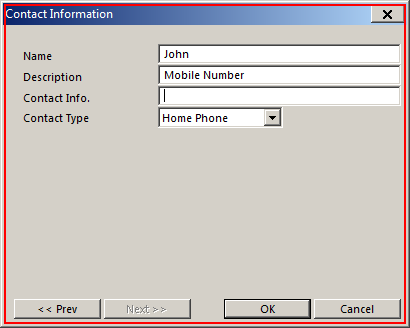 Contact Information
Name John
Description Mobile Number
Contact Info.
Contact Type Home Phone
<< Prev Next >> OK Cancel